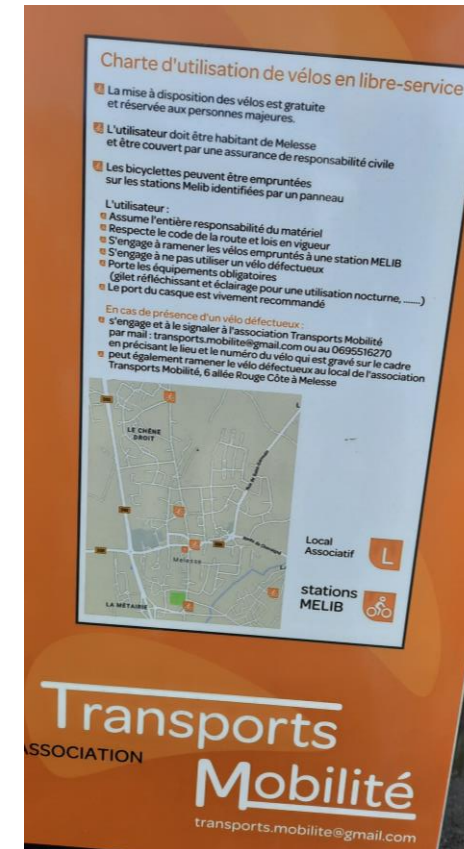 Charte d'utilisation de vélos en libre-service
La mise à disposition des vélos est gratuite
et réservée aux personnes majeures.
L'utilisateur doit être habitant de Melesse
et être couvert par une assurance de responsabilité civile
Les bicyclettes peuvent être empruntées
sur les stations Melib identifiées par un panneau
L'utilisateur :
Assume l'entière responsabilité du matériel
Respecte le code de la route et lois en vigueur
S'engage à ramener les vélos empruntés à une station MELIB
S'engage à ne pas utiliser un vélo défectueux
Porte les équipements obligatoires
(gilet réfléchissant et éclairage pour une utilisation nocturne, ......)
Le port du casque est vivement recommandé
En cas de présence d'un vélo défectueux :
s'engage et à le signaler à l'association Transports Mobilité
par mail : transports.mobilite@gmail.com ou au 0695516270
en précisant le lieu et le numéro du vélo qui est gravé sur le cadre
peut également ramener le vélo défectueux au local de l'association
Transports Mobilité, 6 allée Rouge Côte à Melesse
LE CHÊNE
DROIT
Melesse
LA MÉTAIRIE
L
Local
Associatif
L
stations
MELIB
Transports
ASSOCIATION
Mobilité
transports.mobilite@gmail.com